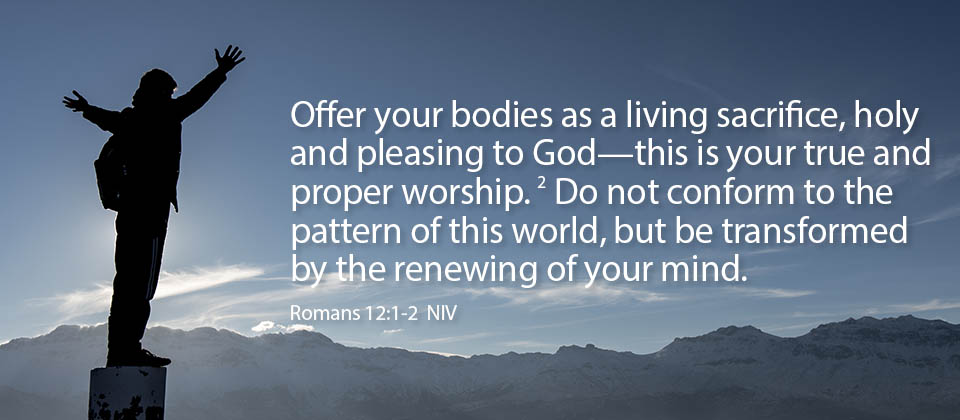 Offer your bodies as a living sacrifice, holy
and pleasing to God—this is your true and
proper worship. ² Do not conform to the
pattern of this world, but be transformed
by the renewing of your mind.
Romans 12:1-2 NIV